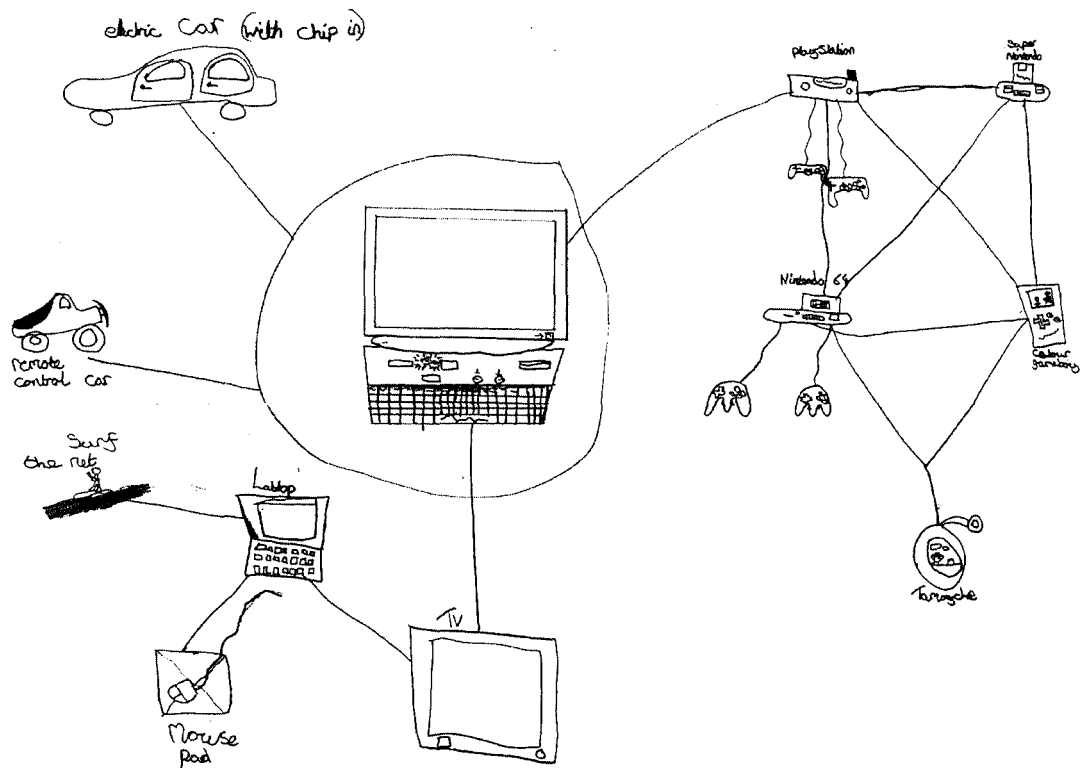 electric car (with chip in)
playStation
Super
Nintendo
Nintendo 64
Colour
gameboy
remote
control car
Surf
the net
Labtop
TV
Mouse
pad